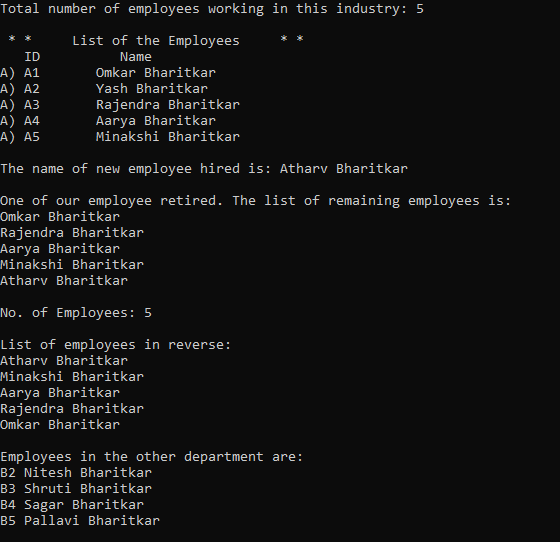 Total number of employees working in this industry: 5
* * List of the Employees * *
ID Name
A) A1 Omkar Bharitkar
A) A2 Yash Bharitkar
A) A3 Rajendra Bharitkar
A) A4 Aarya Bharitkar
A) A5 Minakshi Bharitkar
The name of new employee hired is: Atharv Bharitkar
One of our employee retired. The list of remaining employees is:
Omkar Bharitkar
Rajendra Bharitkar
Aarya Bharitkar
Minakshi Bharitkar
Atharv Bharitkar
No. of Employees: 5
List of employees in reverse:
Atharv Bharitkar
Minakshi Bharitkar
Aarya Bharitkar
Rajendra Bharitkar
Omkar Bharitkar
Employees in the other department are:
B2 Nitesh Bharitkar
B3 Shruti Bharitkar
B4 Sagar Bharitkar
B5 Pallavi Bharitkar